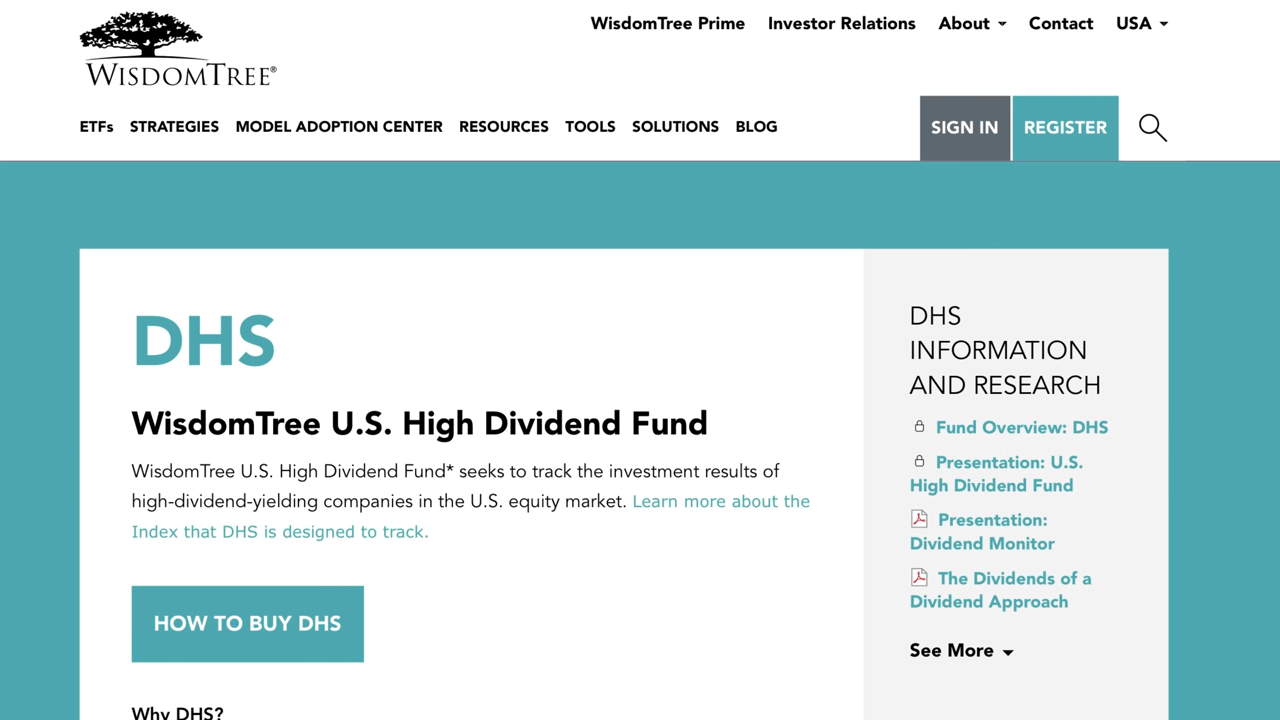 WisdomTree Prime
Investor Relations
About
Contact
USA
WISDOMTREE®
ETFs
STRATEGIES
MODEL ADOPTION CENTER
RESOURCES
TOOLS
SOLUTIONS
BLOG
SIGN IN
REGISTER
DHS
WisdomTree U.S. High Dividend Fund
WisdomTree U.S. High Dividend Fund* seeks to track the investment results of
high-dividend-yielding companies in the U.S. equity market. Learn more about the
Index that DHS is designed to track.
HOW TO BUY DHS
Why DHS?
DHS
INFORMATION
AND RESEARCH
Fund Overview: DHS
Presentation: U.S.
High Dividend Fund
Presentation:
Dividend Monitor
The Dividends of a
Dividend Approach
See More